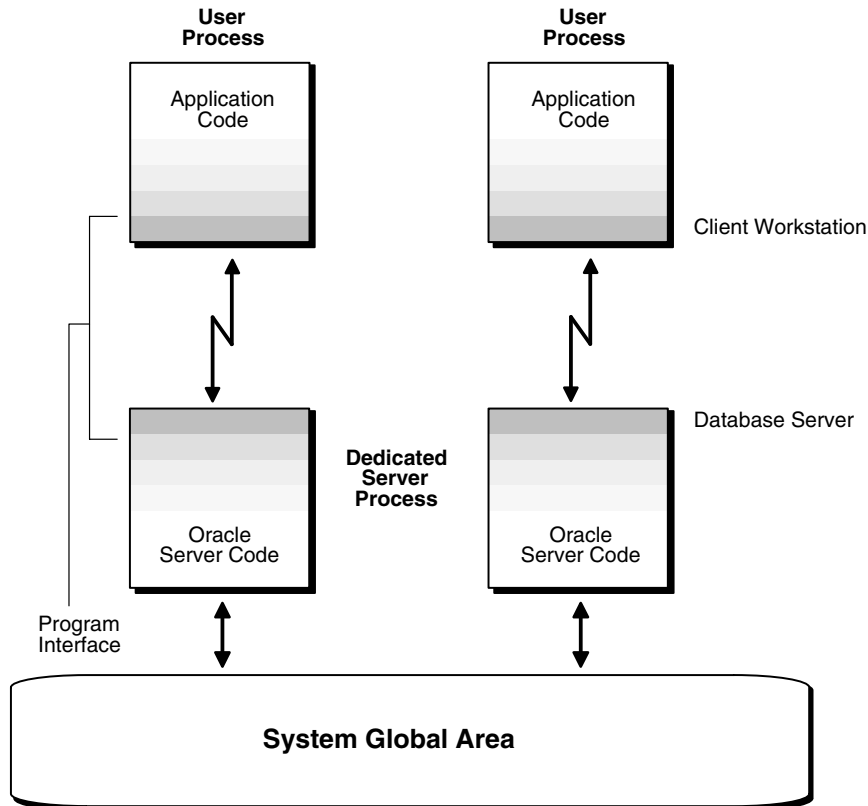 User
Process
User
Process
Application
Code
Application
Code
Client Workstation
Database Server
Dedicated
Server
Process
Oracle
Server Code
Oracle
Server Code
Program
Interface
System Global Area